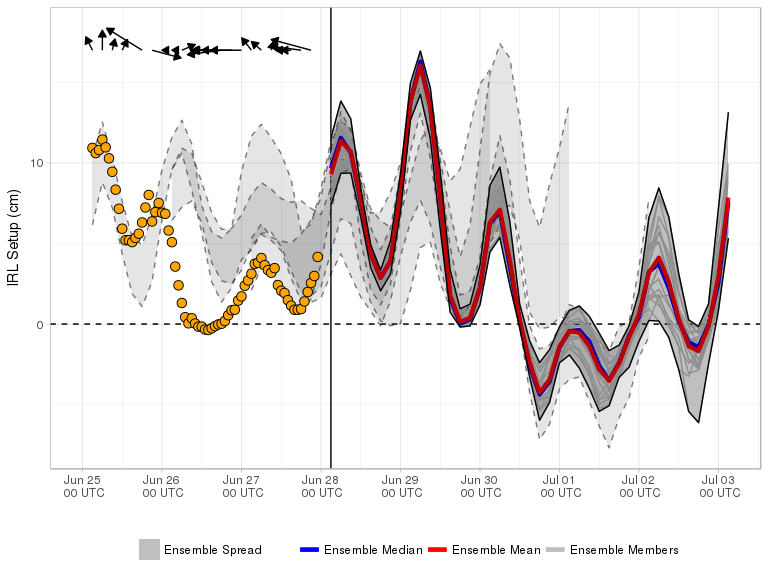 IRL Setup (cm)
10
0
Jun 25 Jun 26 Jun 27 Jun 28 Jun 29 Jun 30 Jul 01 Jul 02 Jul 03
00 UTC 00 UTC 00 UTC 00 UTC 00 UTC 00 UTC 00 UTC 00 UTC 00 UTC
Ensemble Spread Ensemble Median Ensemble Mean Ensemble Members